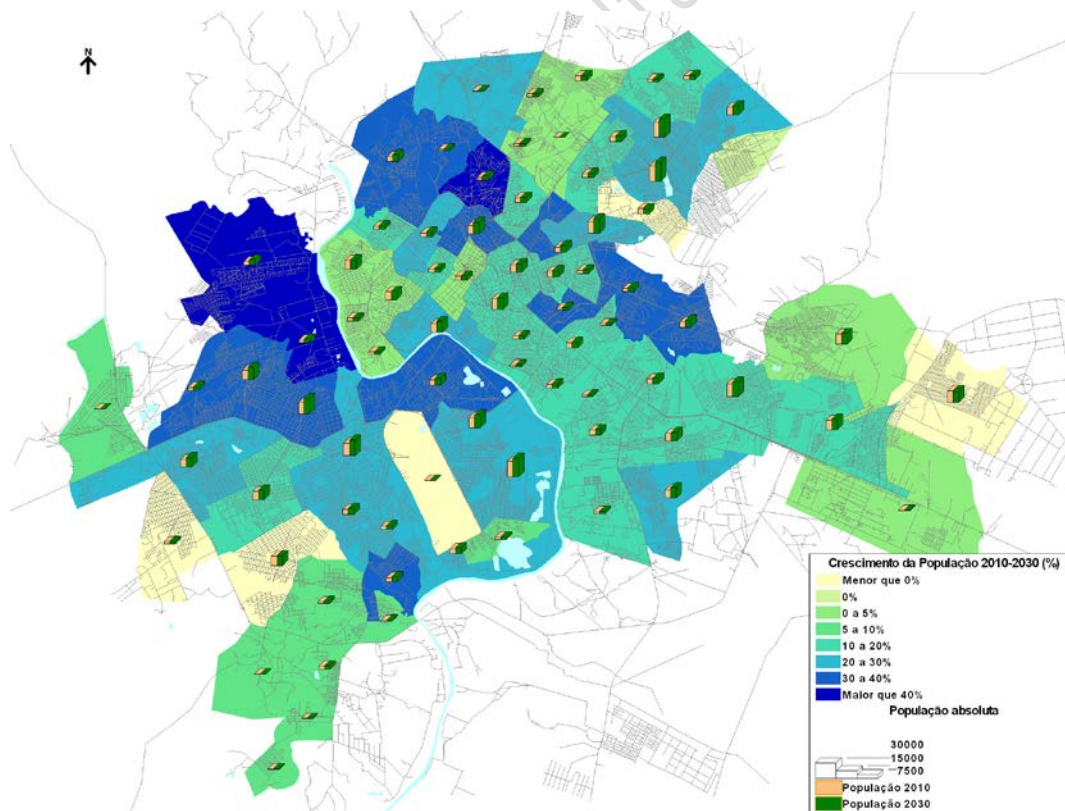 N
Crescimento da População 2010-2030 (%)
Menor que 0%
0%
0 a 5%
5 a 10%
10 a 20%
20 a 30%
30 a 40%
Maior que 40%
População absoluta
30000
15000
7500
População 2010
População 2030